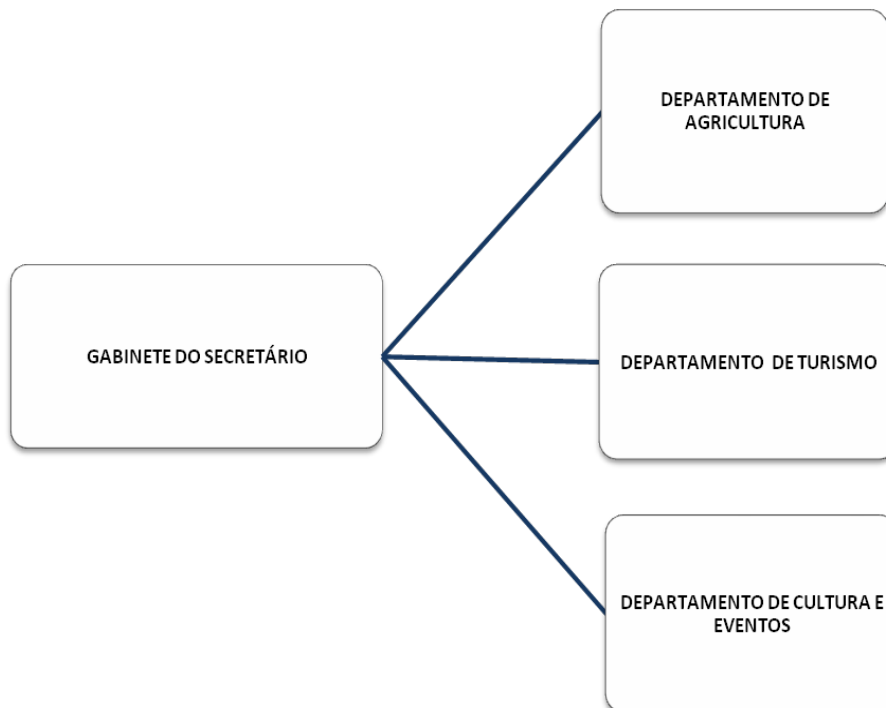 DEPARTAMENTO DE
AGRICULTURA
GABINETE DO SECRETÁRIO
DEPARTAMENTO DE TURISMO
DEPARTAMENTO DE CULTURA E
EVENTOS